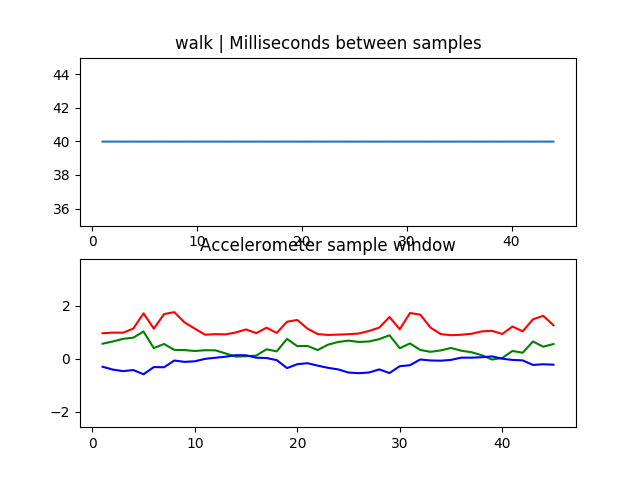 walk | Milliseconds between samples
44
42
40
38
36
0 10 20 30 40
Accelerometer sample window
2
0
−2
0 10 20 30 40